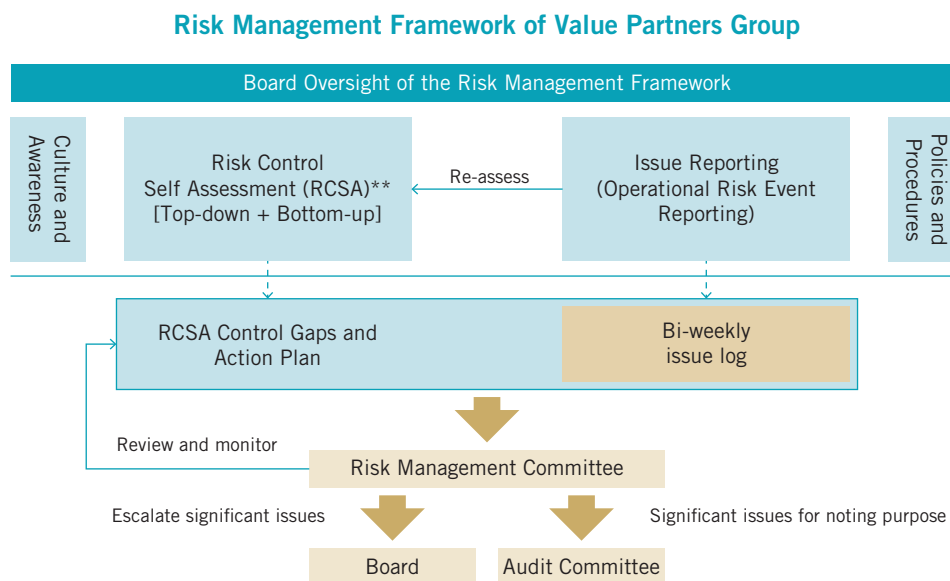 Risk Management Framework of Value Partners Group
Board Oversight of the Risk Management Framework
Culture and
Awareness
Risk Control
Self Assessment (RCSA)**
[Top-down + Bottom-up]
Re-assess
Issue Reporting
(Operational Risk Event
Reporting)
Policies and
Procedures
RCSA Control Gaps and
Action Plan
Bi-weekly
issue log
Review and monitor
Risk Management Committee
Escalate significant issues
Significant issues for noting purpose
Board
Audit Committee